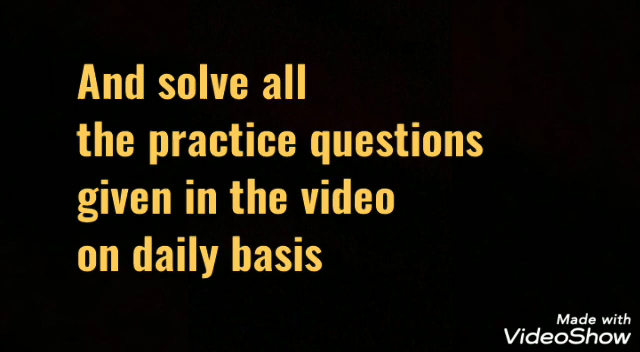 And solve all
the practice questions
given in the video
on daily basis
Made with
VideoShow